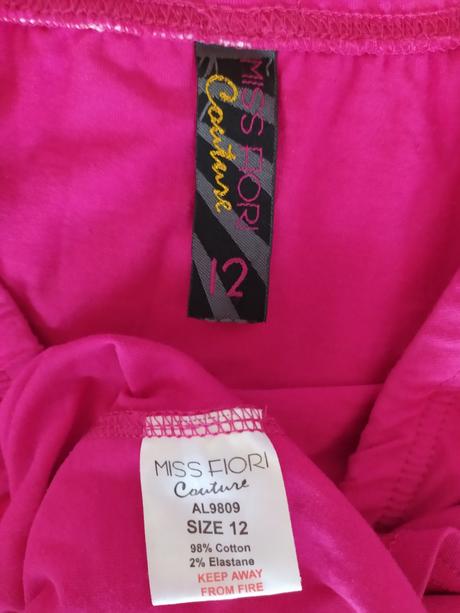 MISS FIORI
Couture
12
MISS FIORI
Couture
AL9809
SIZE 12
98% Cotton
2% Elastane
KEEP AWAY
FROM FIRE